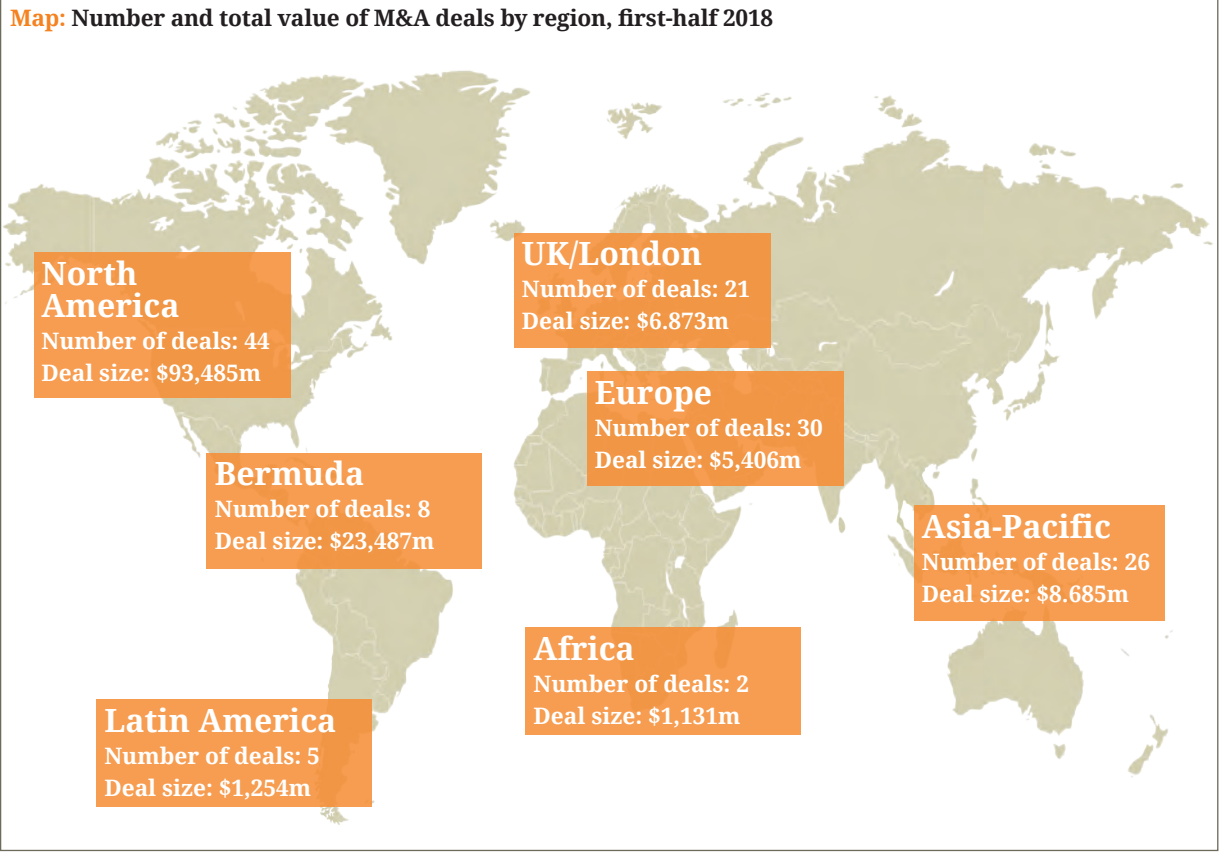 Map: Number and total value of M&A deals by region, first-half 2018
North
America
Number of deals: 44
Deal size: $93,485m
UK/London
Number of deals: 21
Deal size: $6.873m
Europe
Number of deals: 30
Deal size: $5,406m
Bermuda
Number of deals: 8
Deal size: $23,487m
Asia-Pacific
Number of deals: 26
Deal size: $8.685m
Africa
Number of deals: 2
Deal size: $1,131m
Latin America
Number of deals: 5
Deal size: $1,254m